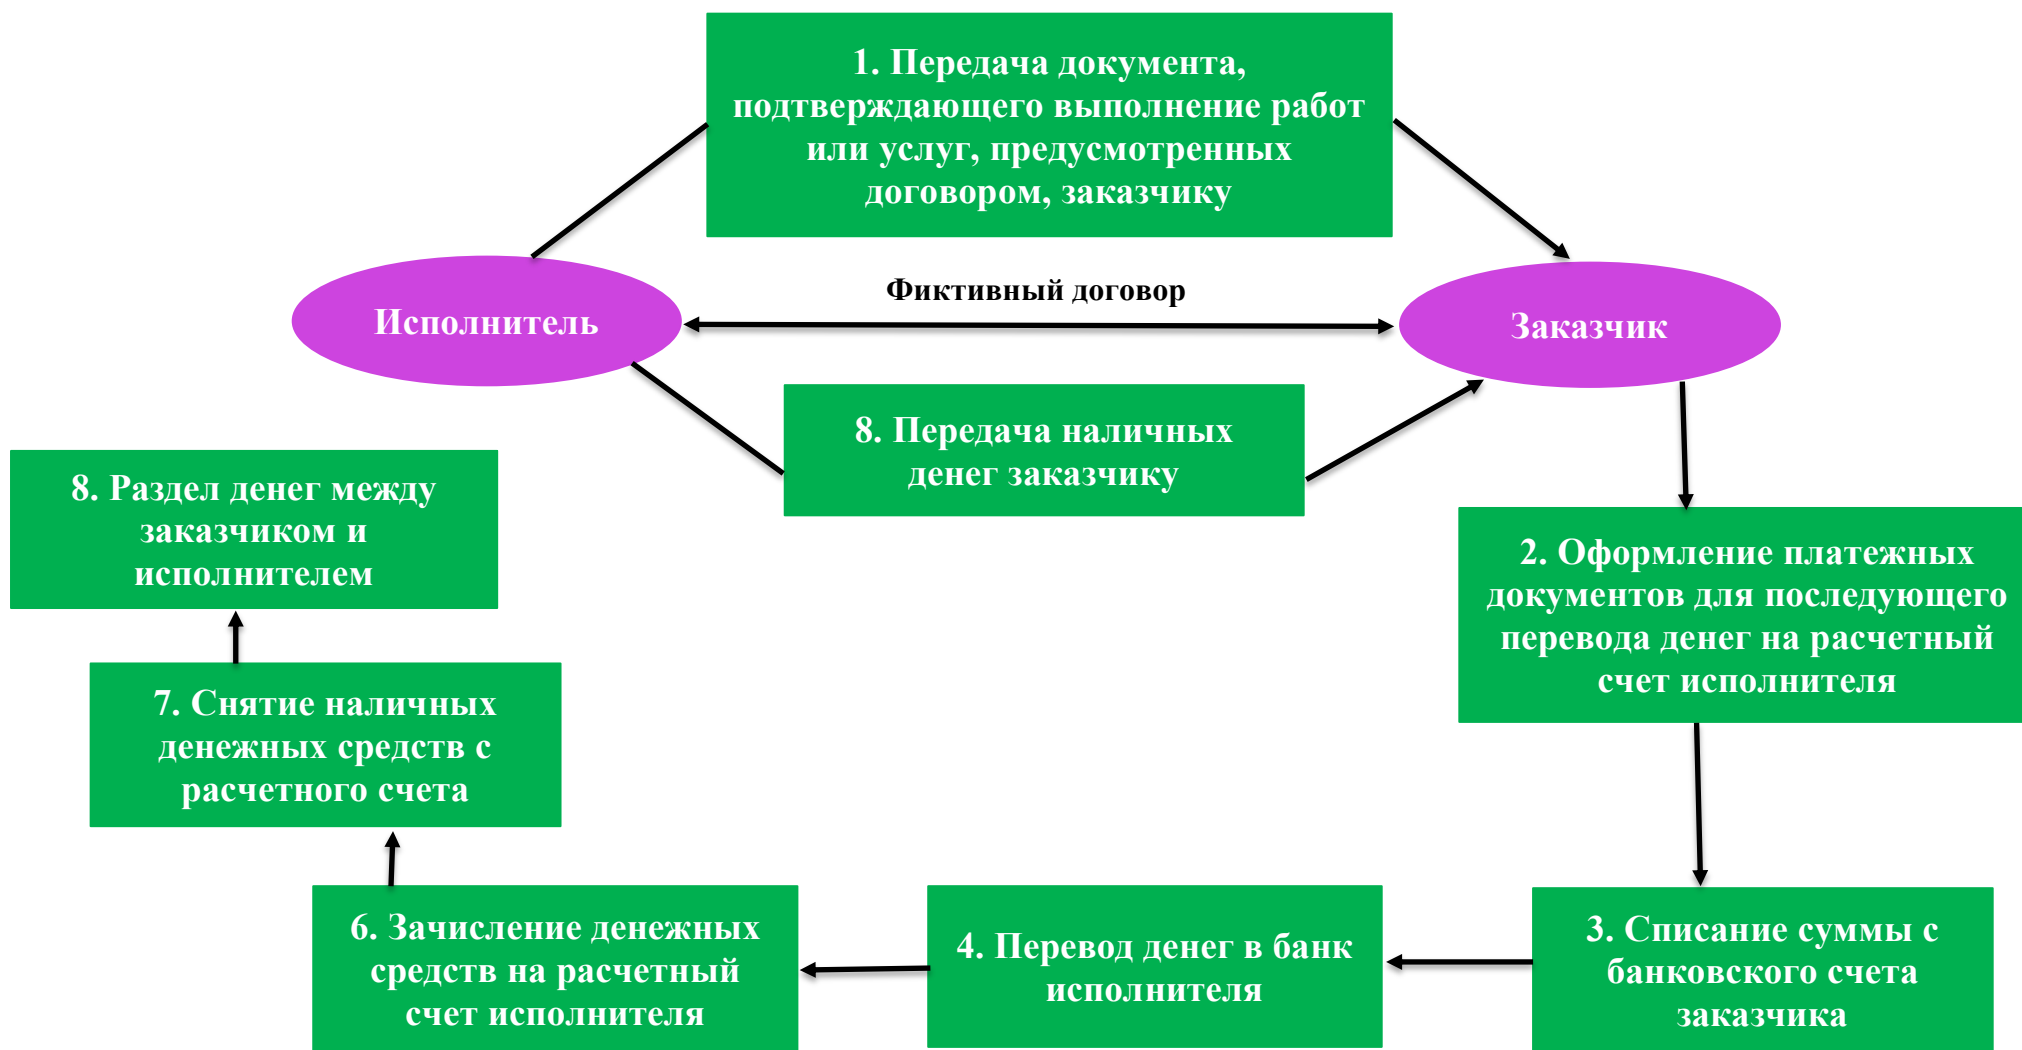 1. Передача документа,
подтверждающего выполнение работ
или услуг, предусмотренных
договором, заказчику
Фиктивный договор
Исполнитель
Заказчик
8. Передача наличных
денег заказчику
8. Раздел денег между
заказчиком и
исполнителем
2. Оформление платежных
документов для последующего
перевода денег на расчетный
счет исполнителя
7. Снятие наличных
денежных средств с
расчетного счета
6. Зачисление денежных
средств на расчетный
счет исполнителя
4. Перевод денег в банк
исполнителя
3. Списание суммы с
банковского счета
заказчика